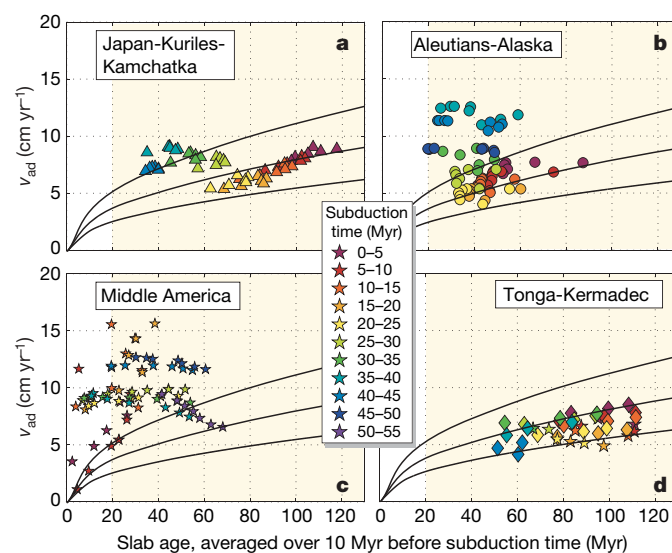 Japan-Kuriles-
Kamchatka
a
Aleutians-Alaska
b
20
15
10
5
0
v_ad (cm yr⁻¹)
Subduction
time (Myr)
0–5
5–10
10–15
15–20
20–25
25–30
30–35
35–40
40–45
45–50
50–55
Middle America
c
Tonga-Kermadec
d
20
15
10
5
0
v_ad (cm yr⁻¹)
0 20 40 60 80 100 120
0 20 40 60 80 100 120
Slab age, averaged over 10 Myr before subduction time (Myr)